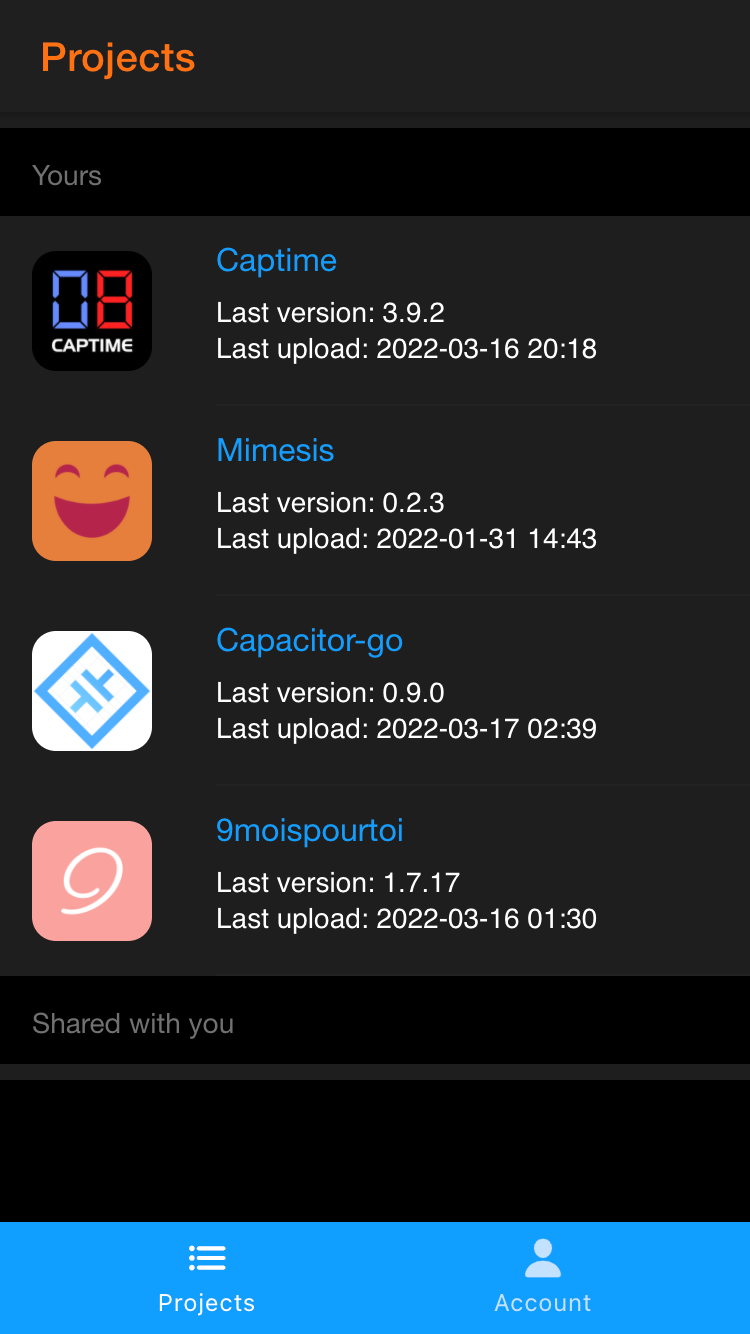 Projects
Yours
08
CAPTIME
Captime
Last version: 3.9.2
Last upload: 2022-03-16 20:18
Mimesis
Last version: 0.2.3
Last upload: 2022-01-31 14:43
Capacitor-go
Last version: 0.9.0
Last upload: 2022-03-17 02:39
9
9moispourtoi
Last version: 1.7.17
Last upload: 2022-03-16 01:30
Shared with you
Projects
Account